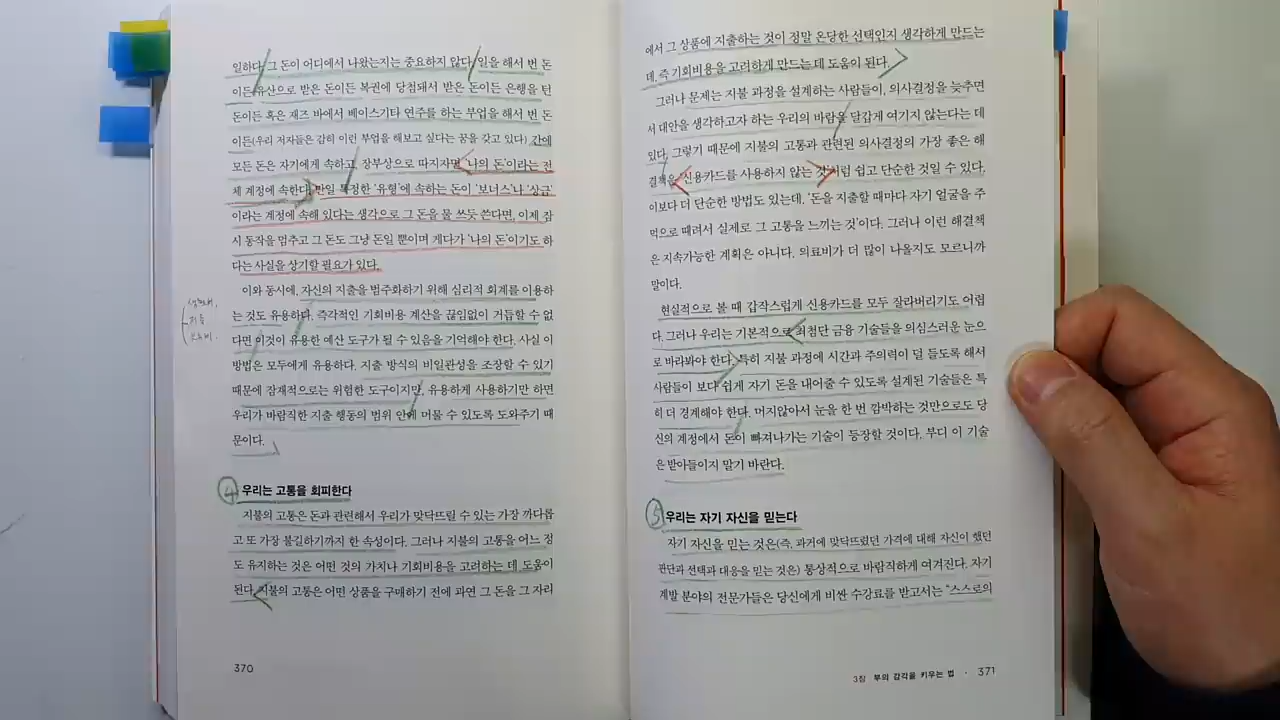 일하다. 그 돈이 어디에서 나왔는지는 중요하지 않다. 일을 해서 번 돈
이든 유산으로 받은 돈이든 복권에 당첨돼서 받은 돈이든 은행을 턴
돈이든 혹은 재즈 바에서 베이스기타 연주를 하는 부업을 해서 번 돈
이든(우리 저자들은 감히 이런 부업을 해보고 싶다는 꿈을 갖고 있다) 간에
모든 돈은 자기에게 속하고, 장부상으로 따지자면 '나의 돈'이라는 전
체 계정에 속한다. 만일 특정한 '유형'에 속하는 돈이 '보너스'나 '상금'
이라는 계정에 속해 있다는 생각으로 그 돈을 물 쓰듯 쓴다면, 이제 잠
시 동작을 멈추고 그 돈도 그냥 돈일 뿐이며 게다가 '나의 돈'이기도 하
다는 사실을 상기할 필요가 있다.
이와 동시에, 자신의 지출을 범주화하기 위해 심리적 회계를 이용하
는 것도 유용하다. 즉각적인 기회비용 계산을 끊임없이 거듭할 수 없
다면 이것이 유용한 예산 도구가 될 수 있음을 기억해야 한다. 사실 이
방법은 모두에게 유용하다. 지출 방식의 비일관성을 조장할 수 있기
때문에 잠재적으로는 위험한 도구이지만, 유용하게 사용하기만 하면
우리가 바람직한 지출 행동의 범위 안에 머물 수 있도록 도와주기 때
문이다.
④ 우리는 고통을 회피한다
지불의 고통은 돈과 관련해서 우리가 맞닥뜨릴 수 있는 가장 까다롭
고 또 가장 불길하기까지 한 속성이다. 그러나 지불의 고통을 어느 정
도 유지하는 것은 어떤 것의 가치나 기회비용을 고려하는 데 도움이
된다. 지불의 고통은 어떤 상품을 구매하기 전에 과연 그 돈을 그 자리
370
에서 그 상품에 지출하는 것이 정말 온당한 선택인지 생각하게 만드는
데, 즉 기회비용을 고려하게 만드는 데 도움이 된다.
그러나 문제는 지불 과정을 설계하는 사람들이, 의사결정을 늦추면
서 대안을 생각하고자 하는 우리의 바람을 달갑게 여기지 않는다는 데
있다. 그렇기 때문에 지불의 고통과 관련된 의사결정의 가장 좋은 해
결책은 '신용카드를 사용하지 않는 것'처럼 쉽고 단순한 것일 수 있다.
이보다 더 단순한 방법도 있는데, '돈을 지출할 때마다 자기 얼굴을 주
먹으로 때려서 실제로 그 고통을 느끼는 것'이다. 그러나 이런 해결책
은 지속가능한 계획은 아니다. 의료비가 더 많이 나올지도 모르니까
말이다.
현실적으로 볼 때 갑작스럽게 신용카드를 모두 잘라버리기도 어렵
다. 그러나 우리는 기본적으로 최첨단 금융 기술들을 의심스러운 눈으
로 바라봐야 한다. 특히 지불 과정에 시간과 주의력이 덜 들도록 해서
사람들이 보다 쉽게 자기 돈을 내어줄 수 있도록 설계된 기술들은 특
히 더 경계해야 한다. 머지않아서 눈을 한 번 깜박하는 것만으로도 당
신의 계정에서 돈이 빠져나가는 기술이 등장할 것이다. 부디 이 기술
은 받아들이지 말기 바란다.
⑤ 우리는 자기 자신을 믿는다
자기 자신을 믿는 것은(즉, 과거에 맞닥뜨렸던 가격에 대해 자신이 했던
판단과 선택과 대응을 믿는 것은) 통상적으로 바람직하게 여겨진다. 자기
계발 분야의 전문가들은 당신에게 비싼 수강료를 받고서는 "스스로의
3장 부의 감각을 키우는 법 · 371